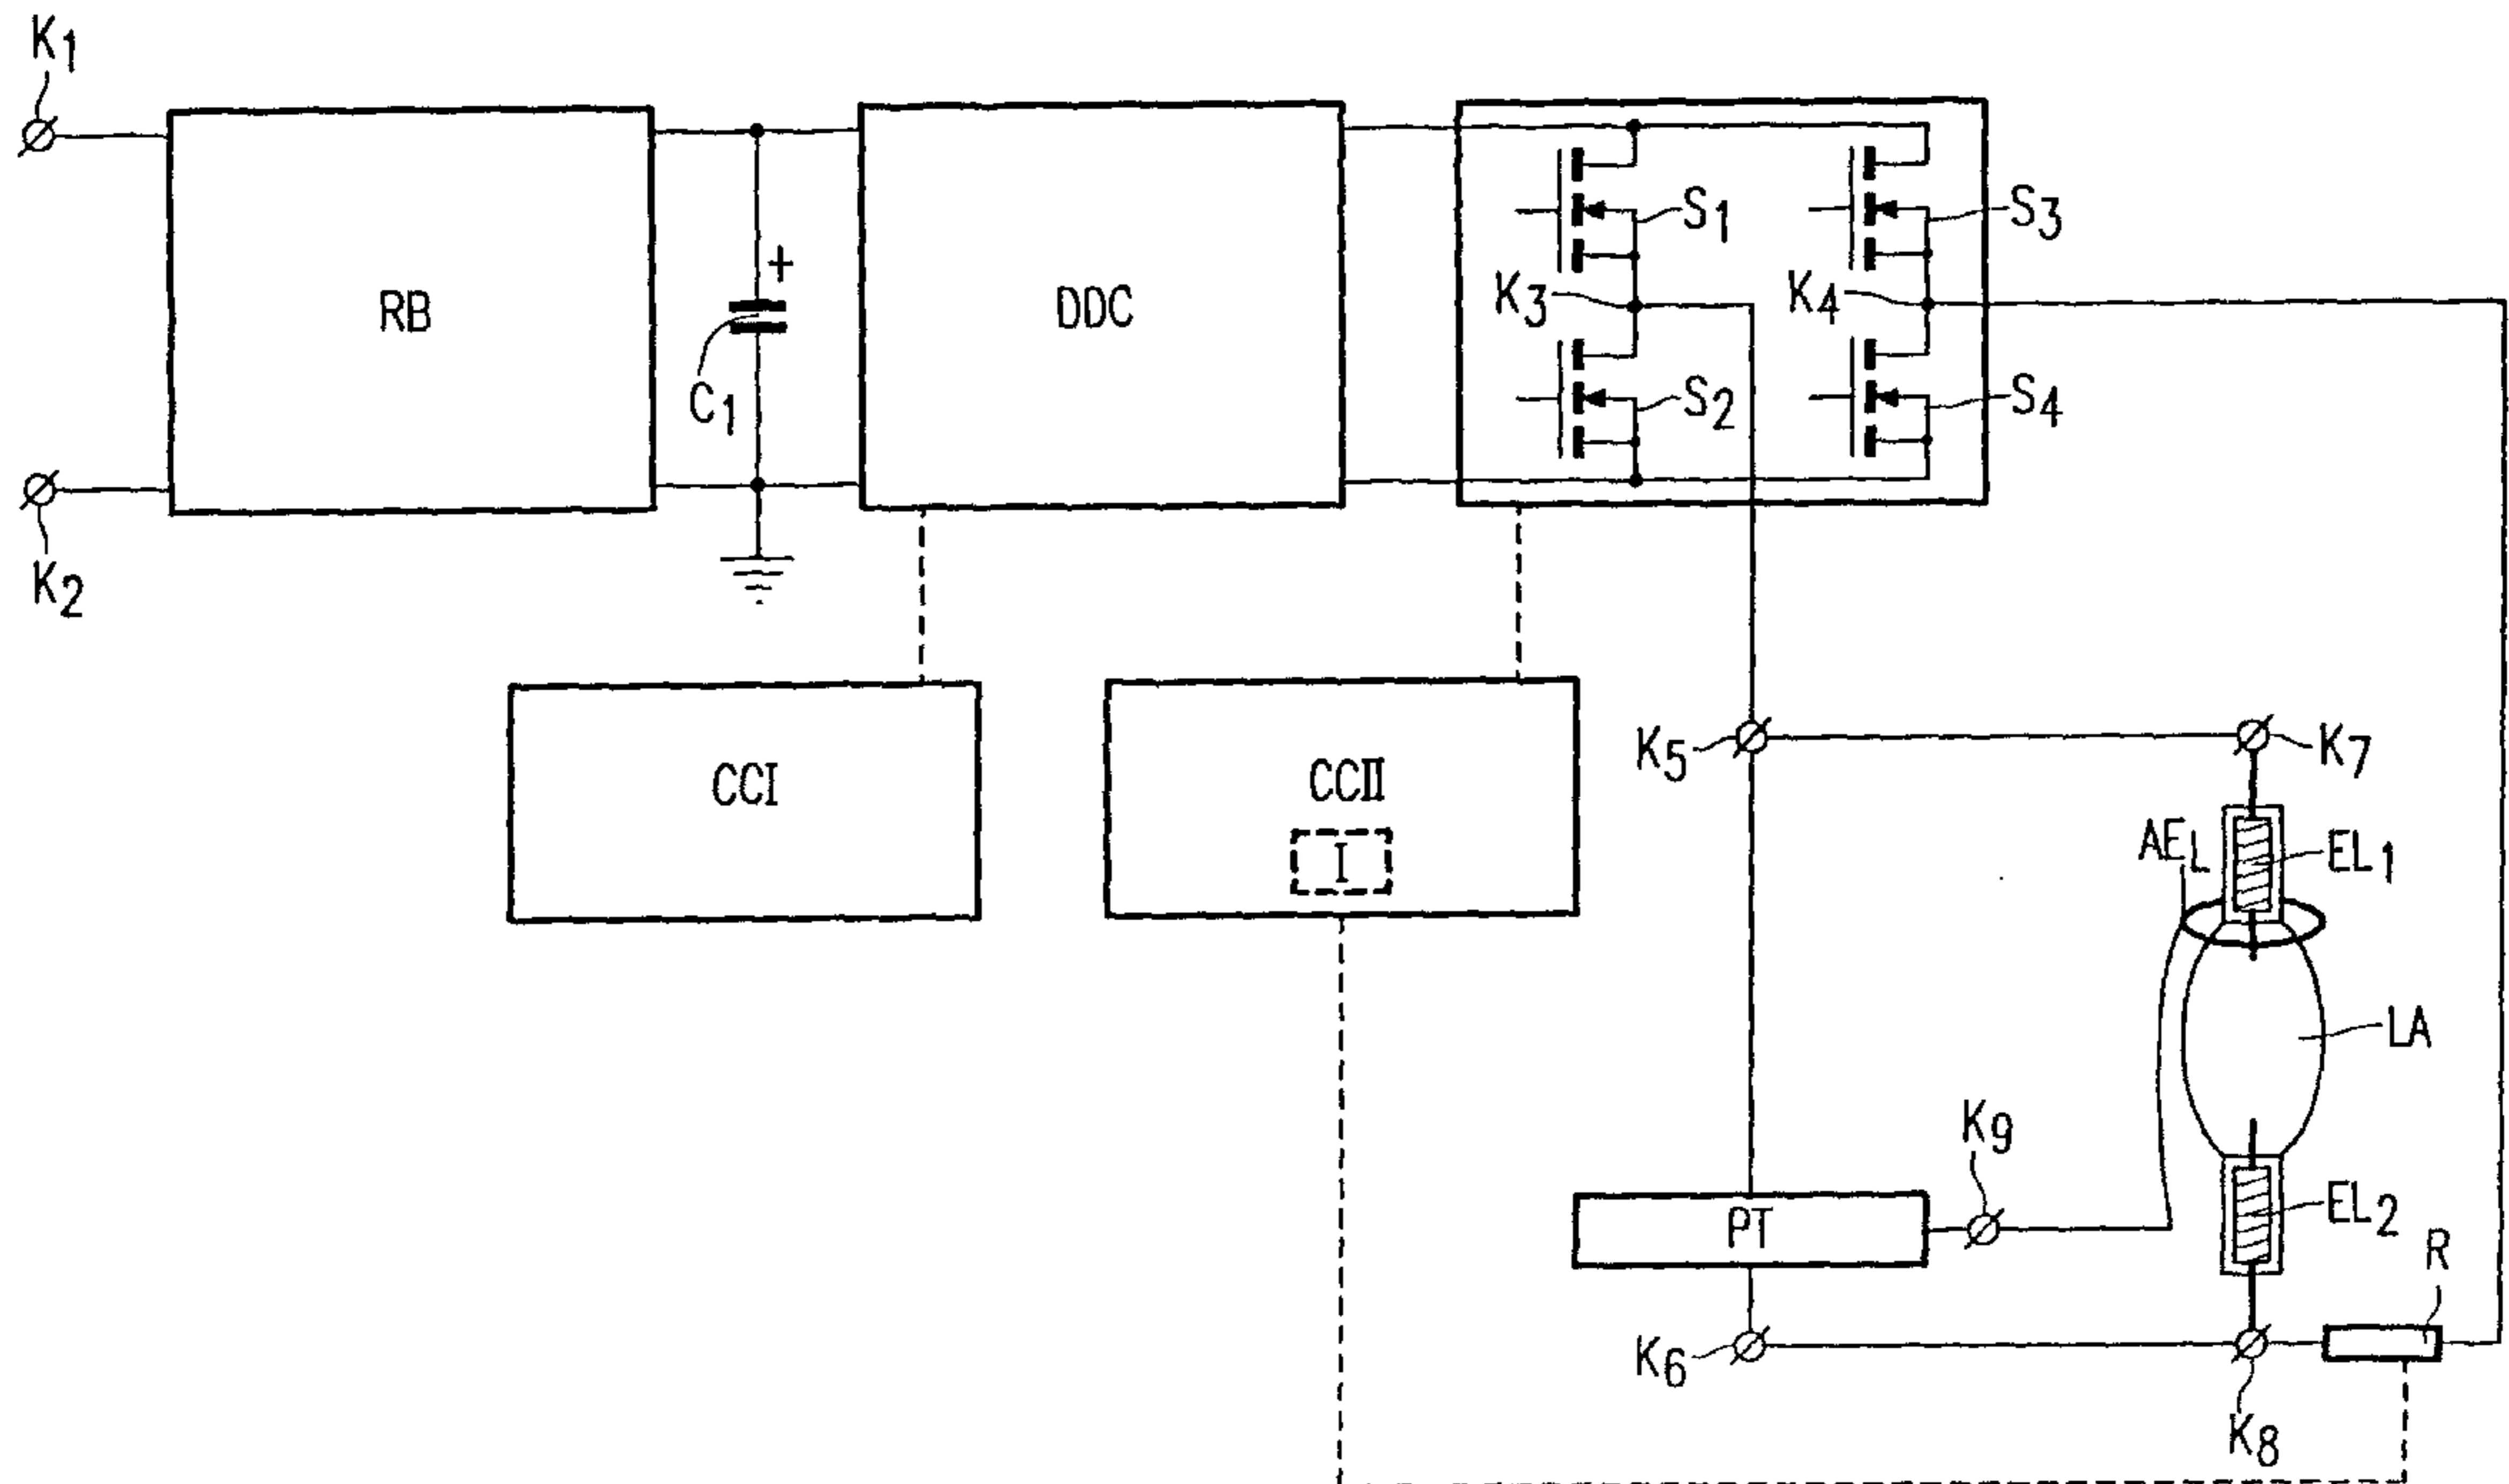 K1
RB
+
C1
K2
DDC
S1
S3
K3
K4
S2
S4
CCI
CCII
I
K5
K7
AEL
EL1
LA
K9
PT
EL2
R
K6
K8